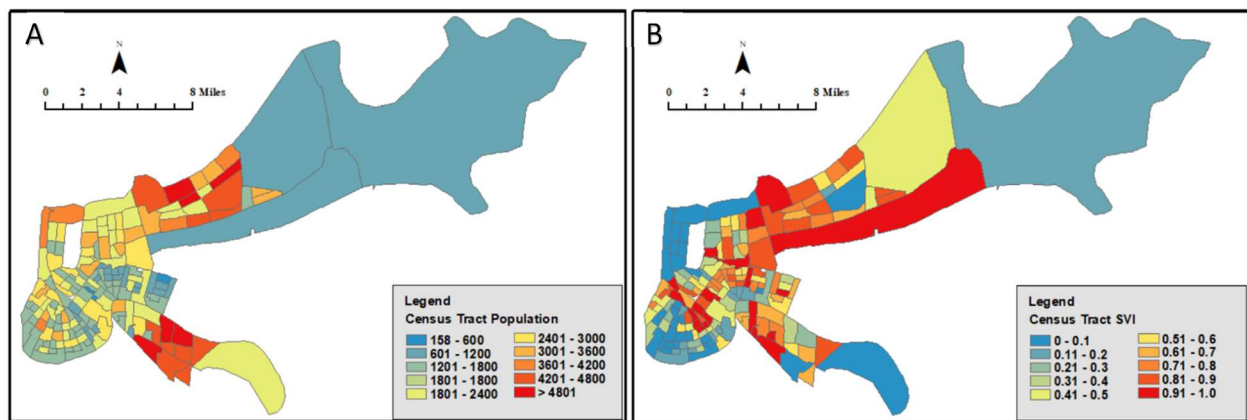 A
N
0 2 4 8 Miles
Legend
Census Tract Population
158 - 600
601 - 1200
1201 - 1800
1801 - 1800
1801 - 2400
2401 - 3000
3001 - 3600
3601 - 4200
4201 - 4800
> 4801
B
N
0 2 4 8 Miles
Legend
Census Tract SVI
0 - 0.1
0.11 - 0.2
0.21 - 0.3
0.31 - 0.4
0.41 - 0.5
0.51 - 0.6
0.61 - 0.7
0.71 - 0.8
0.81 - 0.9
0.91 - 1.0